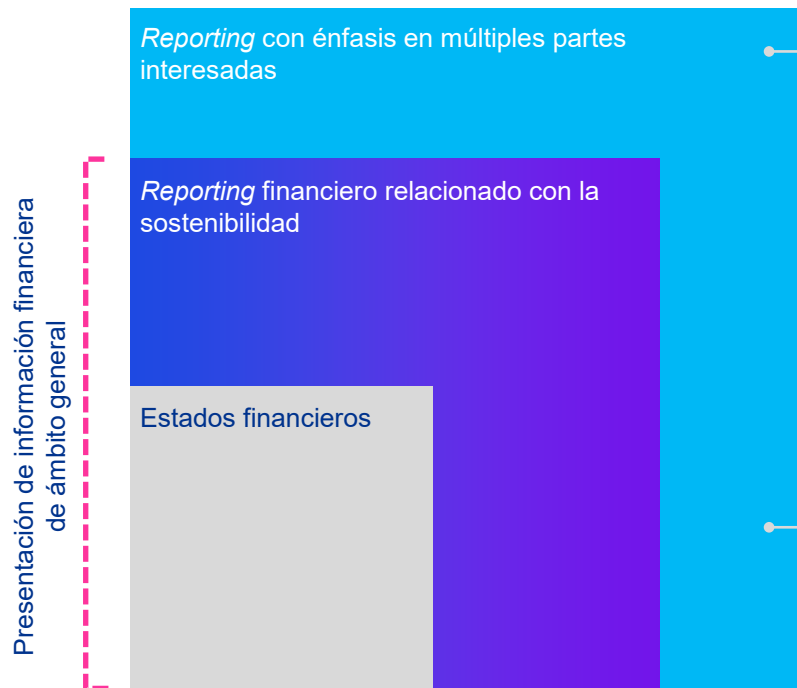 Reporting con énfasis en múltiples partes
interesadas
Reporting financiero relacionado con la
sostenibilidad
Estados financieros
Presentación de información financiera
de ámbito general